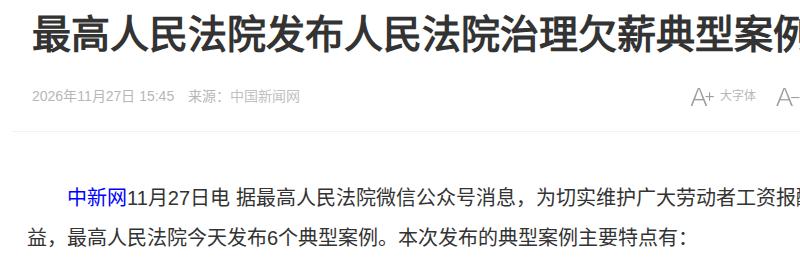 最高人民法院发布人民法院治理欠薪典型案例
2026年11月27日 15:45 来源：中国新闻网 A+ 大字体 A-
中新网11月27日电 据最高人民法院微信公众号消息，为切实维护广大劳动者工资报酬
益，最高人民法院今天发布6个典型案例。本次发布的典型案例主要特点有：